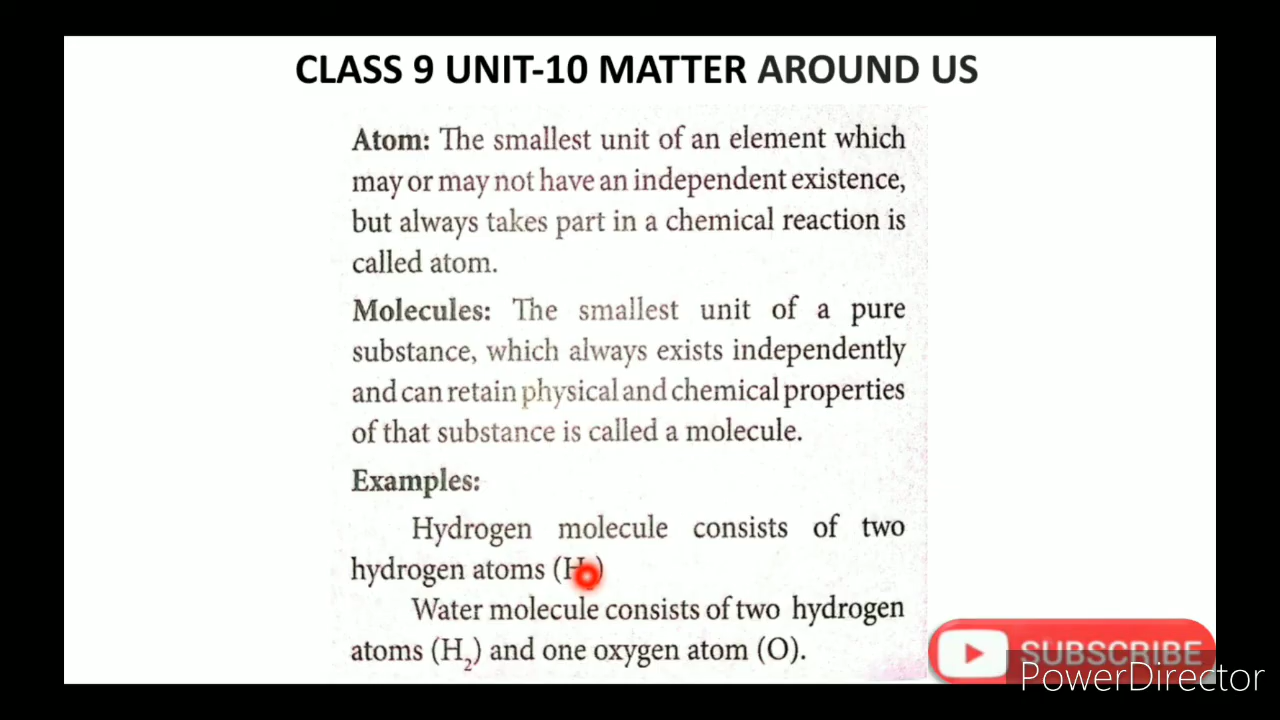 CLASS 9 UNIT-10 MATTER AROUND US
Atom: The smallest unit of an element which
may or may not have an independent existence,
but always takes part in a chemical reaction is
called atom.
Molecules: The smallest unit of a pure
substance, which always exists independently
and can retain physical and chemical properties
of that substance is called a molecule.
Examples:
Hydrogen molecule consists of two
hydrogen atoms (H )
Water molecule consists of two hydrogen
atoms (H₂) and one oxygen atom (O).
SUBSCRIBE
PowerDirector